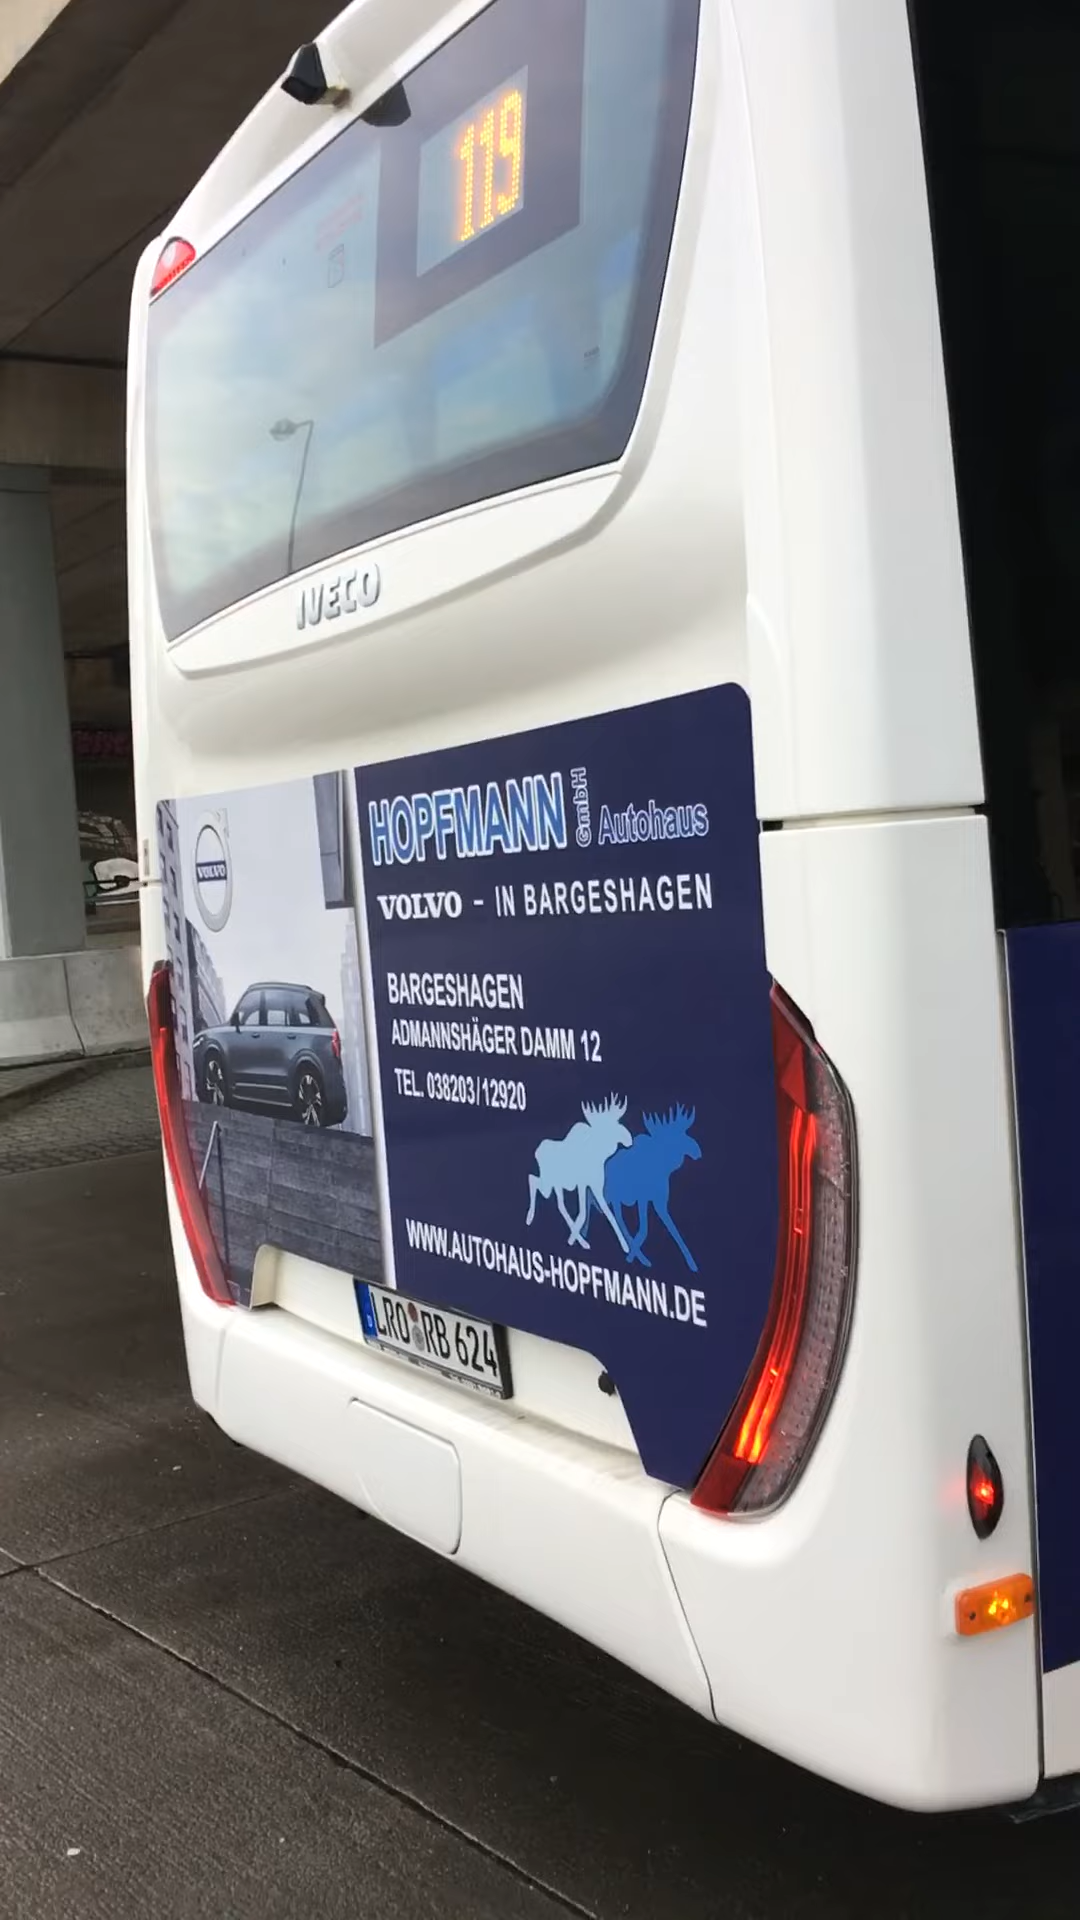 119
IVECO
VOLVO
HOPFMANN GmbH Autohaus
VOLVO - IN BARGESHAGEN
BARGESHAGEN
ADMANNSHÄGER DAMM 12
TEL. 038203/12920
WWW.AUTOHAUS-HOPFMANN.DE
D LRO RB 624